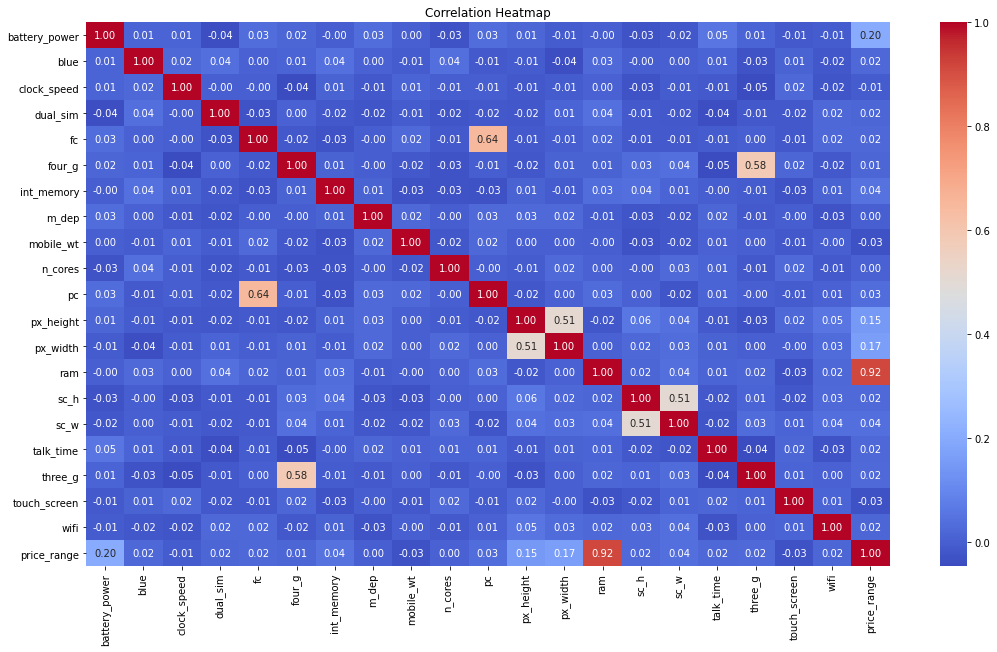 Correlation Heatmap
battery_power 1.00 0.01 0.01 -0.04 0.03 0.02 -0.00 0.03 0.00 -0.03 0.03 0.01 -0.01 -0.00 -0.03 -0.02 0.05 0.01 -0.01 -0.01 0.20
blue 0.01 1.00 0.02 0.04 0.00 0.01 0.04 0.00 -0.01 0.04 -0.01 -0.01 -0.04 0.03 -0.00 0.00 0.01 -0.03 0.01 -0.02 0.02
clock_speed 0.01 0.02 1.00 -0.00 -0.00 -0.04 0.01 -0.01 0.01 -0.01 -0.01 -0.01 -0.01 0.00 -0.03 -0.01 -0.01 -0.05 0.02 -0.02 -0.01
dual_sim -0.04 0.04 -0.00 1.00 -0.03 0.00 -0.02 -0.02 -0.01 -0.02 -0.02 -0.02 0.01 0.04 -0.01 -0.02 -0.04 -0.01 -0.02 0.02 0.02
fc 0.03 0.00 -0.00 -0.03 1.00 -0.02 -0.03 -0.00 0.02 -0.01 0.64 -0.01 -0.01 0.02 -0.01 -0.01 -0.01 0.00 -0.01 0.02 0.02
four_g 0.02 0.01 -0.04 0.00 -0.02 1.00 0.01 -0.00 -0.02 -0.03 -0.01 -0.02 0.01 0.01 0.03 0.04 -0.05 0.58 0.02 -0.02 0.01
int_memory -0.00 0.04 0.01 -0.02 -0.03 0.01 1.00 0.01 -0.03 -0.03 -0.03 0.01 -0.01 0.03 0.04 0.01 -0.00 -0.01 -0.03 0.01 0.04
m_dep 0.03 0.00 -0.01 -0.02 -0.00 -0.00 0.01 1.00 0.02 -0.00 0.03 0.03 0.02 -0.01 -0.03 -0.02 0.02 -0.01 -0.00 -0.03 0.00
mobile_wt 0.00 -0.01 0.01 -0.01 0.02 -0.02 -0.03 0.02 1.00 -0.02 0.02 0.00 0.00 -0.00 -0.03 -0.02 0.01 0.00 -0.01 -0.00 -0.03
n_cores -0.03 0.04 -0.01 -0.02 -0.01 -0.03 -0.03 -0.00 -0.02 1.00 -0.00 -0.01 0.02 0.00 -0.00 0.03 0.01 -0.01 0.02 -0.01 0.00
pc 0.03 -0.01 -0.01 -0.02 0.64 -0.01 -0.03 0.03 0.02 -0.00 1.00 -0.02 0.00 0.03 0.00 -0.02 0.01 -0.00 -0.01 0.01 0.03
px_height 0.01 -0.01 -0.01 -0.02 -0.01 -0.02 0.01 0.03 0.00 -0.01 -0.02 1.00 0.51 -0.02 0.06 0.04 -0.01 -0.03 0.02 0.05 0.15
px_width -0.01 -0.04 -0.01 0.01 -0.01 0.01 -0.01 0.02 0.00 0.02 0.00 0.51 1.00 0.00 0.02 0.03 0.01 0.00 -0.00 0.03 0.17
ram -0.00 0.03 0.00 0.04 0.02 0.01 0.03 -0.01 -0.00 0.00 0.03 -0.02 0.00 1.00 0.02 0.04 0.01 0.02 -0.03 0.02 0.92
sc_h -0.03 -0.00 -0.03 -0.01 -0.01 0.03 0.04 -0.03 -0.03 -0.00 0.00 0.06 0.02 0.02 1.00 0.51 -0.02 0.01 -0.02 0.03 0.02
sc_w -0.02 0.00 -0.01 -0.02 -0.01 0.04 0.01 -0.02 -0.02 0.03 -0.02 0.04 0.03 0.04 0.51 1.00 -0.02 0.03 0.01 0.04 0.04
talk_time 0.05 0.01 -0.01 -0.04 -0.01 -0.05 -0.00 0.02 0.01 0.01 0.01 -0.01 0.01 0.01 -0.02 -0.02 1.00 -0.04 0.02 -0.03 0.02
three_g 0.01 -0.03 -0.05 -0.01 0.00 0.58 -0.01 -0.01 0.00 -0.01 -0.00 -0.03 0.00 0.02 0.01 0.03 -0.04 1.00 0.01 0.00 0.02
touch_screen -0.01 0.01 0.02 -0.02 -0.01 0.02 -0.03 -0.00 -0.01 0.02 -0.01 0.02 -0.00 -0.03 -0.02 0.01 0.02 0.01 1.00 0.01 -0.03
wifi -0.01 -0.02 -0.02 0.02 0.02 -0.02 0.01 -0.03 -0.00 -0.01 0.01 0.05 0.03 0.02 0.03 0.04 -0.03 0.00 0.01 1.00 0.02
price_range 0.20 0.02 -0.01 0.02 0.02 0.01 0.04 0.00 -0.03 0.00 0.03 0.15 0.17 0.92 0.02 0.04 0.02 0.02 -0.03 0.02 1.00
battery_power blue clock_speed dual_sim fc four_g int_memory m_dep mobile_wt n_cores pc px_height px_width ram sc_h sc_w talk_time three_g touch_screen wifi price_range
1.0
0.8
0.6
0.4
0.2
0.0